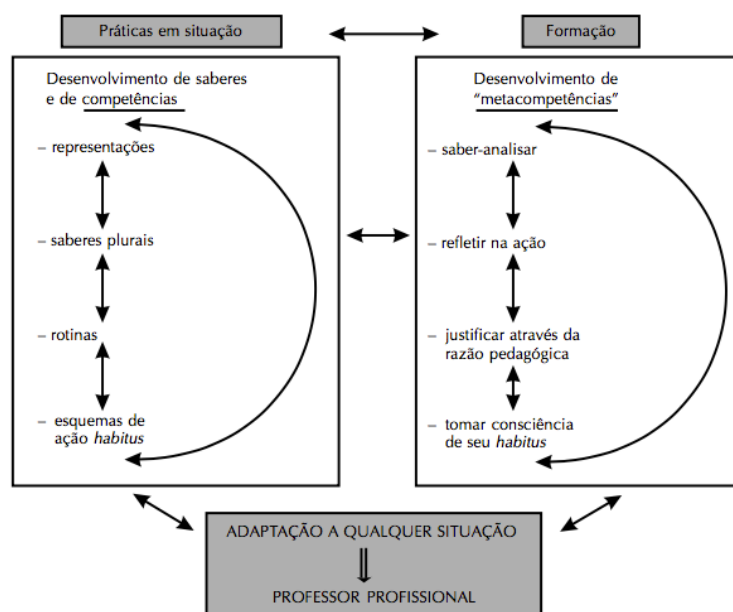 Práticas em situação
Formação
Desenvolvimento de saberes
e de competências
– representações
– saberes plurais
– rotinas
– esquemas de
ação habitus
Desenvolvimento de
“metacompetências”
– saber-analisar
– refletir na ação
– justificar através da
razão pedagógica
– tomar consciência
de seu habitus
ADAPTAÇÃO A QUALQUER SITUAÇÃO
PROFESSOR PROFISSIONAL